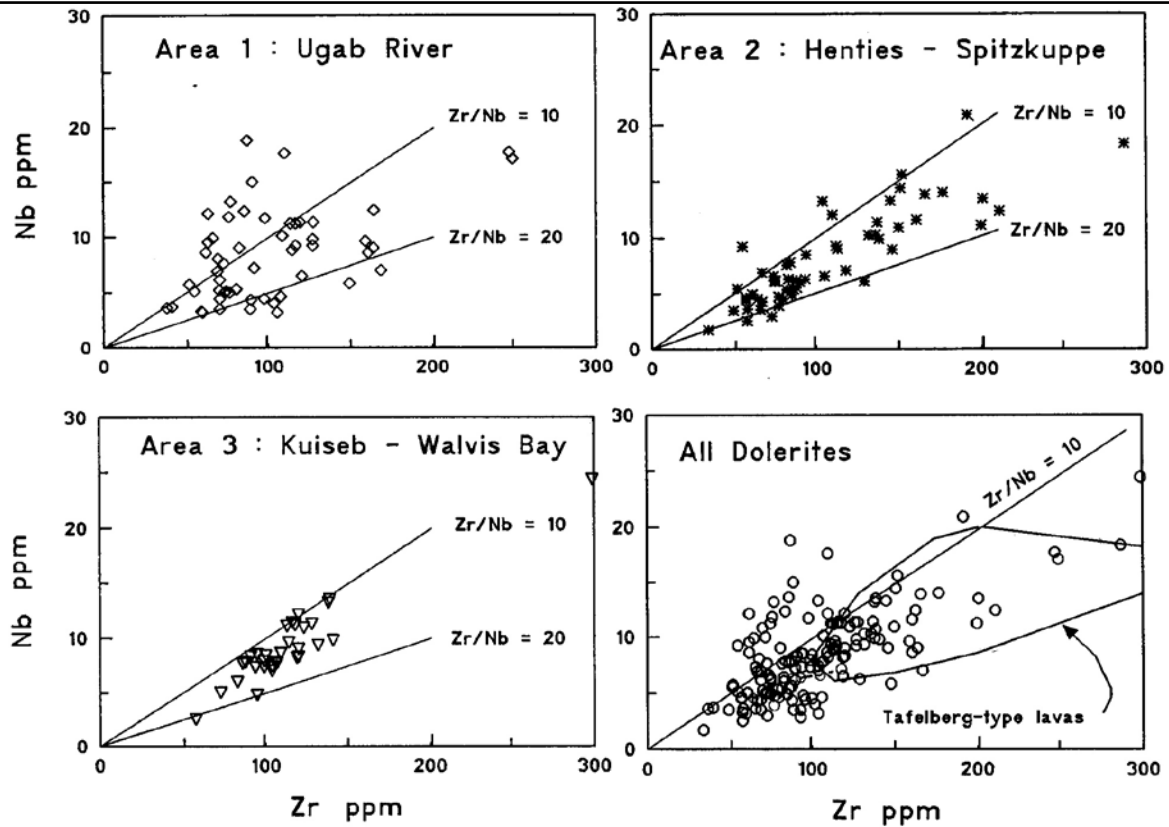 Area 1 : Ugab River
Nb ppm
30
20
10
0
Zr/Nb = 10
Zr/Nb = 20
0
100
200
300
Area 2 : Henties - Spitzkuppe
30
20
10
0
Zr/Nb = 10
Zr/Nb = 20
0
100
200
300
Area 3 : Kuiseb - Walvis Bay
Nb ppm
30
20
10
0
Zr/Nb = 10
Zr/Nb = 20
0
100
200
300
Zr ppm
All Dolerites
30
20
10
0
Zr/Nb = 10
Tafelberg-type lavas
0
100
200
300
Zr ppm